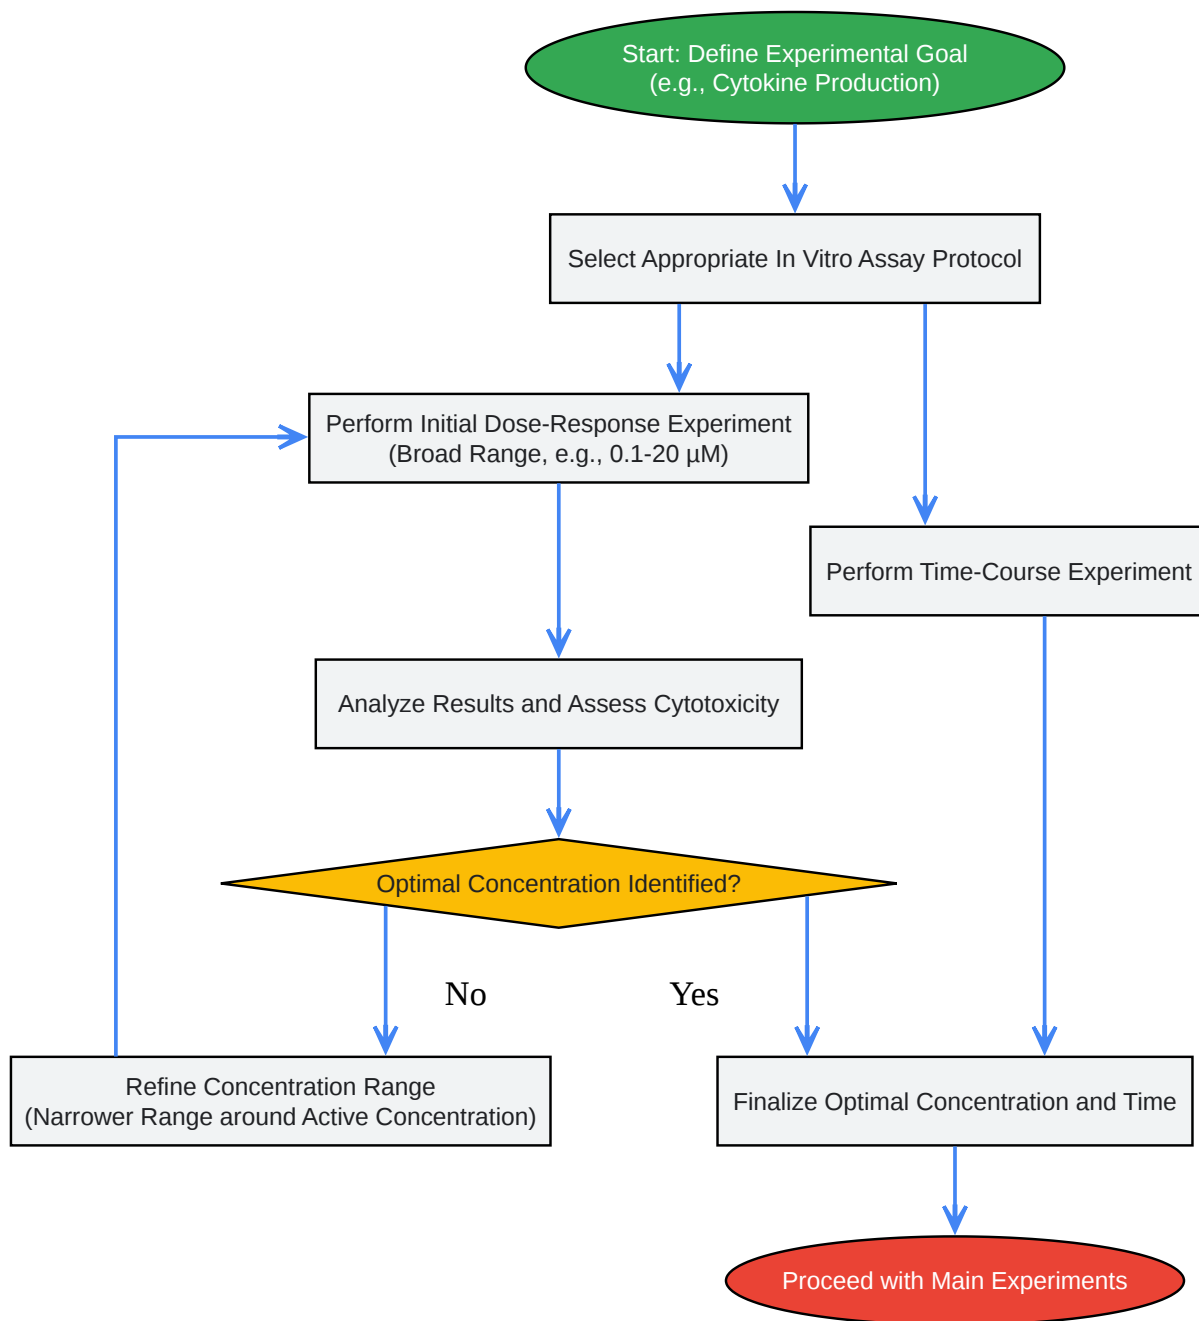 Start: Define Experimental Goal
(e.g., Cytokine Production)
Select Appropriate In Vitro Assay Protocol
Perform Initial Dose-Response Experiment
(Broad Range, e.g., 0.1-20 µM)
Perform Time-Course Experiment
Analyze Results and Assess Cytotoxicity
Optimal Concentration Identified?
No
Yes
Refine Concentration Range
(Narrower Range around Active Concentration)
Finalize Optimal Concentration and Time
Proceed with Main Experiments